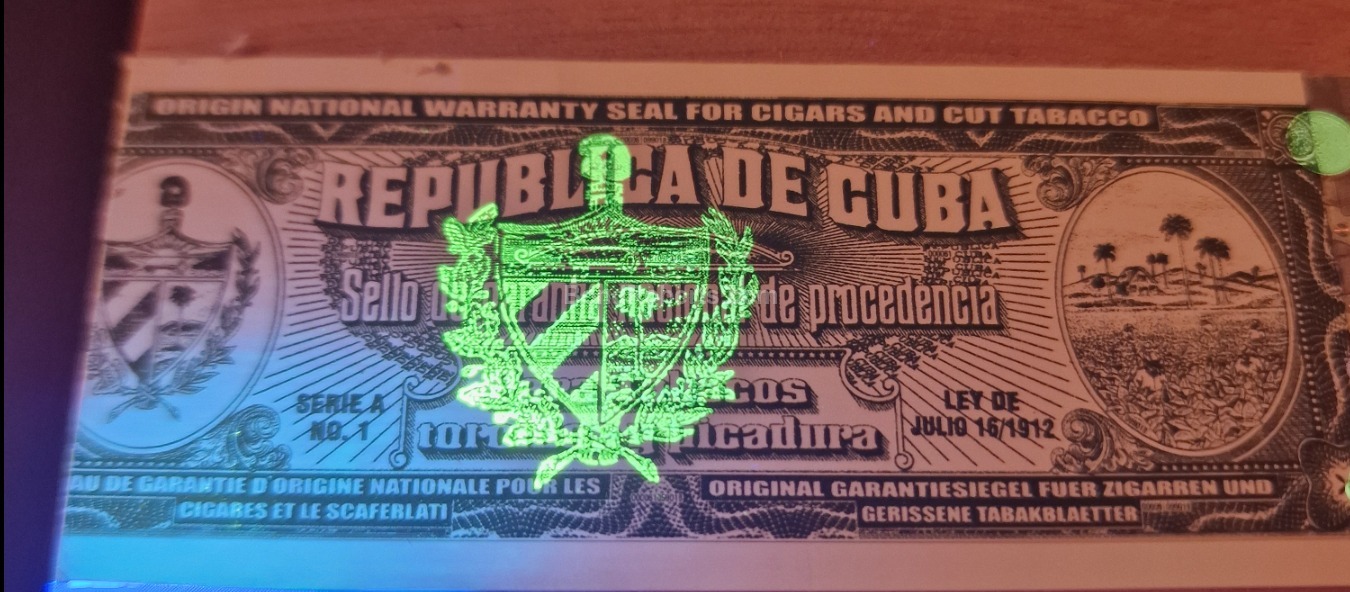 ORIGIN NATIONAL WARRANTY SEAL FOR CIGARS AND CUT TABACCO
REPUBLICA DE CUBA
Sello de procedencia
SERIE A
NO. 1
LEY DE
JULIO 16/1912
picadura
AU DE GARANTIE D'ORIGINE NATIONALE POUR LES
CIGARES ET LE SCAFERLATI
ORIGINAL GARANTIESIEGEL FUER ZIGARREN UND
GERISSENE TABAKBLAETTER